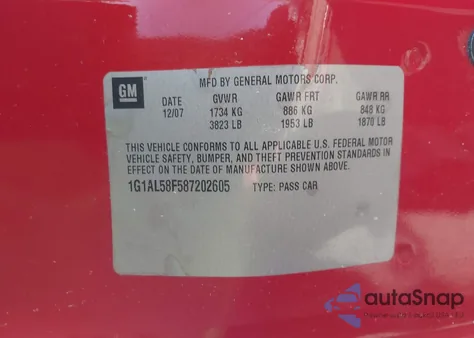 GM
MFD BY GENERAL MOTORS CORP.
DATE GVWR GAWR FRT GAWR RR
12/07 1734 KG 886 KG 848 KG
3823 LB 1953 LB 1870 LB
THIS VEHICLE CONFORMS TO ALL APPLICABLE U.S. FEDERAL MOTOR
VEHICLE SAFETY, BUMPER, AND THEFT PREVENTION STANDARDS IN
EFFECT ON THE DATE OF MANUFACTURE SHOWN ABOVE.
1G1AL58F587202605 TYPE: PASS CAR
autoSnap